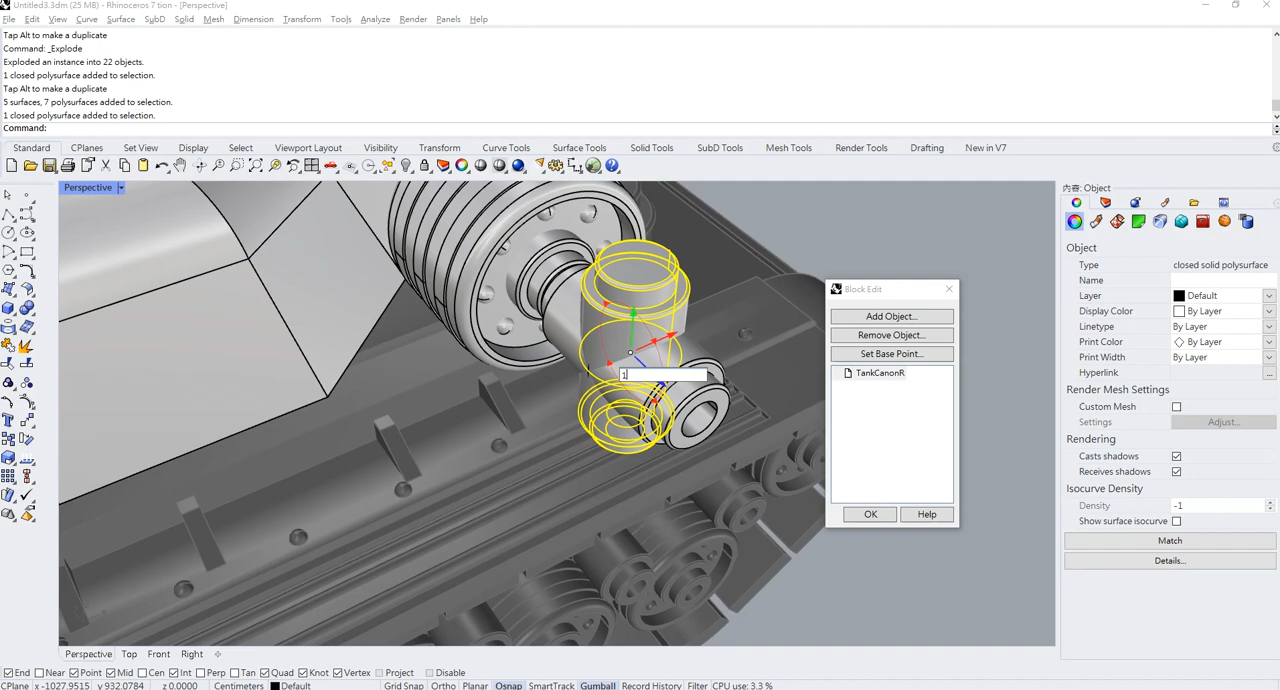 Untitled3.3dm (25 MB) - Rhinoceros 7 tion - [Perspective]
File Edit View Curve Surface SubD Solid Mesh Dimension Transform Tools Analyze Render Panels Help
Tap Alt to make a duplicate
Command: _Explode
Exploded an instance into 22 objects.
1 closed polysurface added to selection.
Tap Alt to make a duplicate
5 surfaces, 7 polysurfaces added to selection.
1 closed polysurface added to selection.
Command:
Standard CPlanes Set View Display Select Viewport Layout Visibility Transform Curve Tools Surface Tools Solid Tools SubD Tools Mesh Tools Render Tools Drafting New in V7
Perspective
1
Block Edit
Add Object...
Remove Object...
Set Base Point...
TankCanonR
OK Help
內容: Object
Object
Type closed solid polysurface
Name
Layer Default
Display Color By Layer
Linetype By Layer
Print Color By Layer
Print Width By Layer
Hyperlink ...
Render Mesh Settings
Custom Mesh
Settings Adjust...
Rendering
Casts shadows
Receives shadows
Isocurve Density
Density -1
Show surface isocurve
Match
Details...
Perspective Top Front Right
End Near Point Mid Cen Int Perp Tan Quad Knot Vertex Project Disable
CPlane x -1027.9515 y 932.0784 z 0.0000 Centimeters Default Grid Snap Ortho Planar Osnap SmartTrack Gumball Record History Filter CPU use: 3.3 %